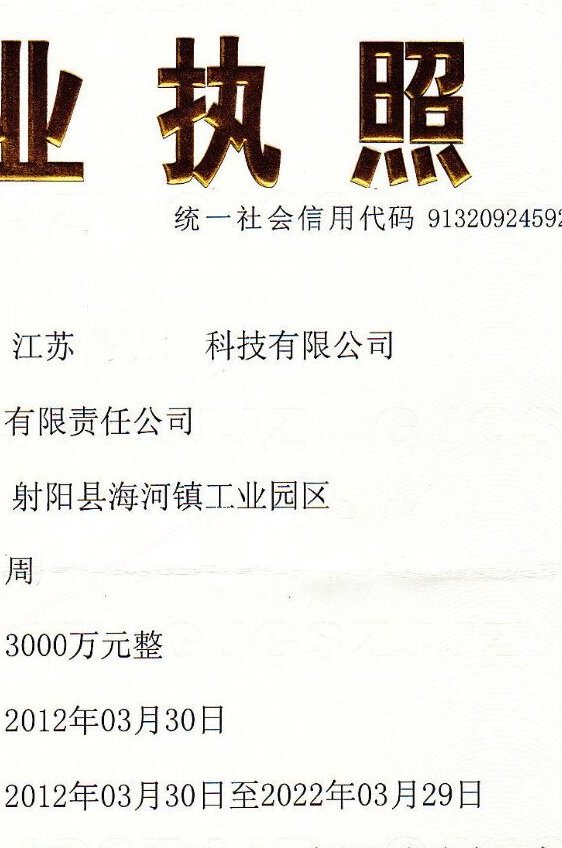 业执照
统一社会信用代码 9132092459
江苏 科技有限公司
有限责任公司
射阳县海河镇工业园区
周
3000万元整
2012年03月30日
2012年03月30日至2022年03月29日